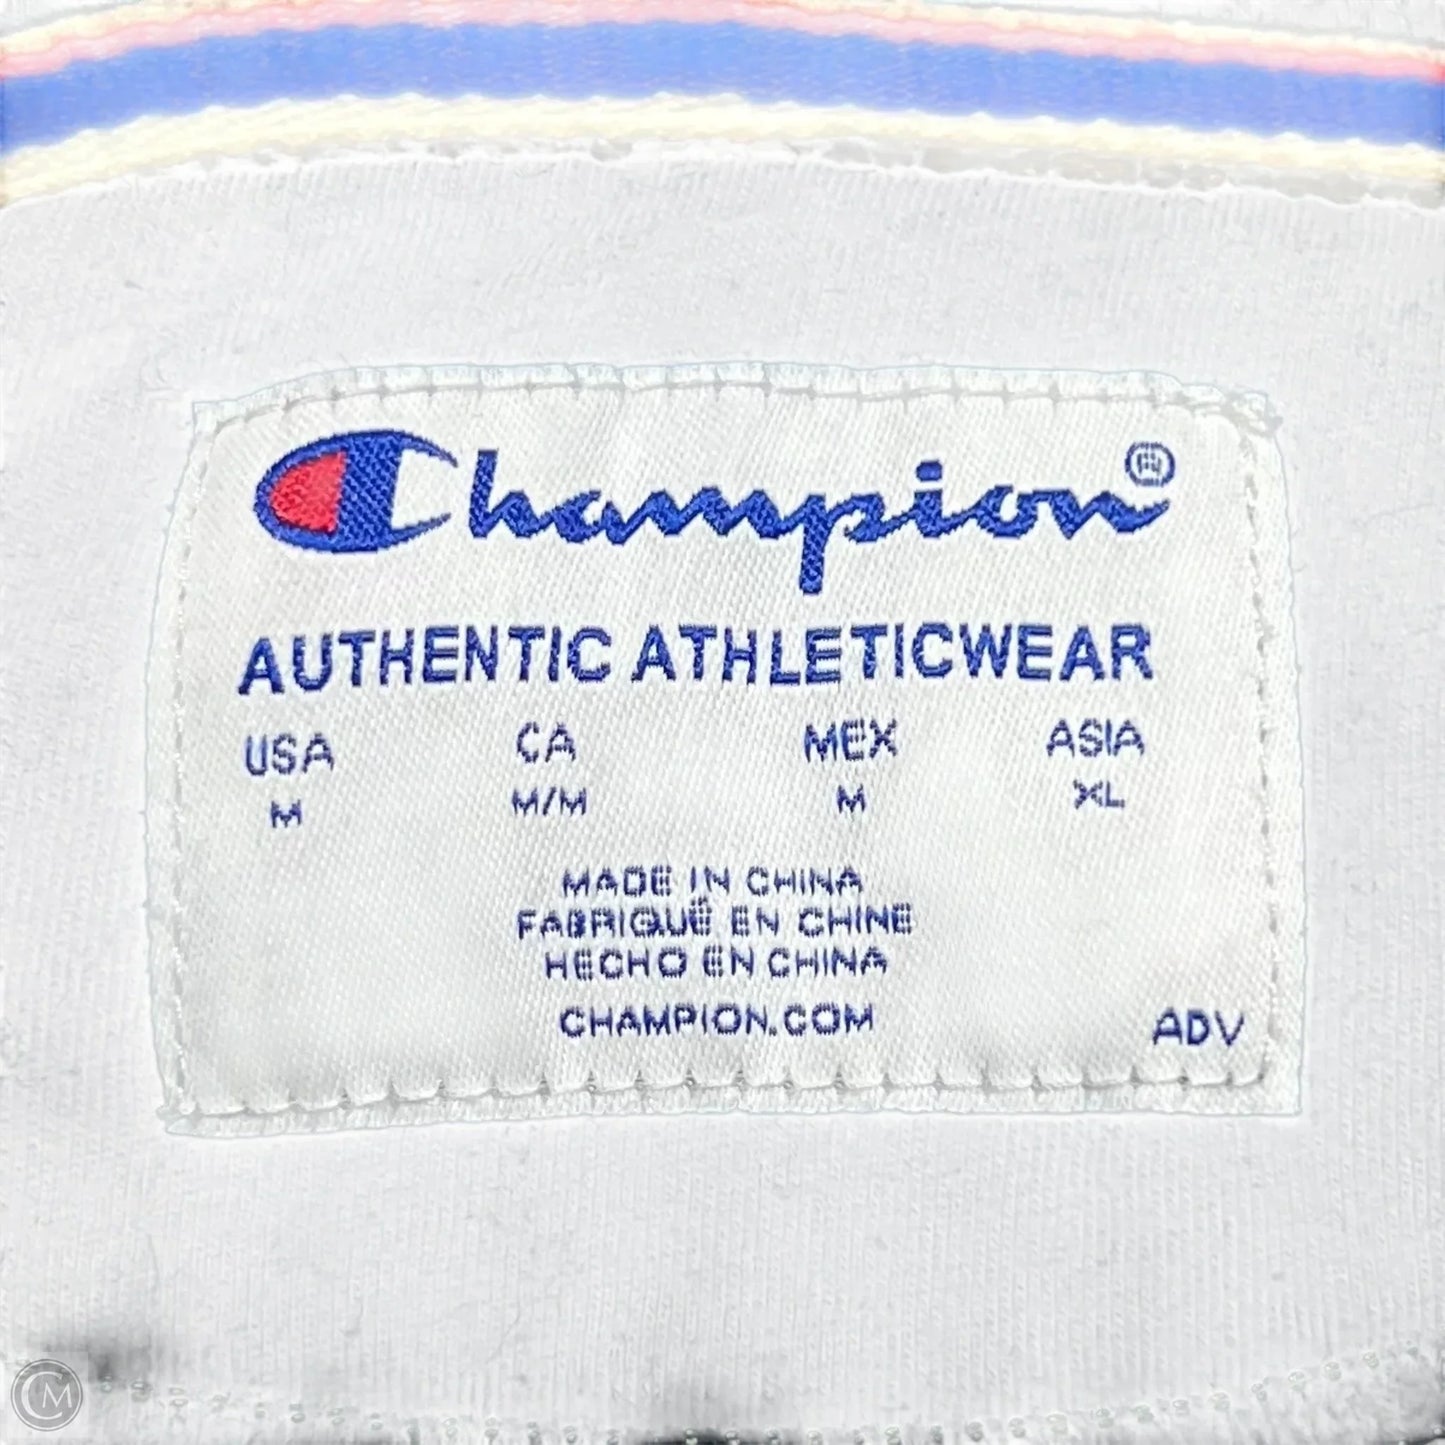 Champion®
AUTHENTIC ATHLETICWEAR
USA CA MEX ASIA
M M/M M XL
MADE IN CHINA
FABRIQUÉ EN CHINE
HECHO EN CHINA
CHAMPION.COM
ADV
CM